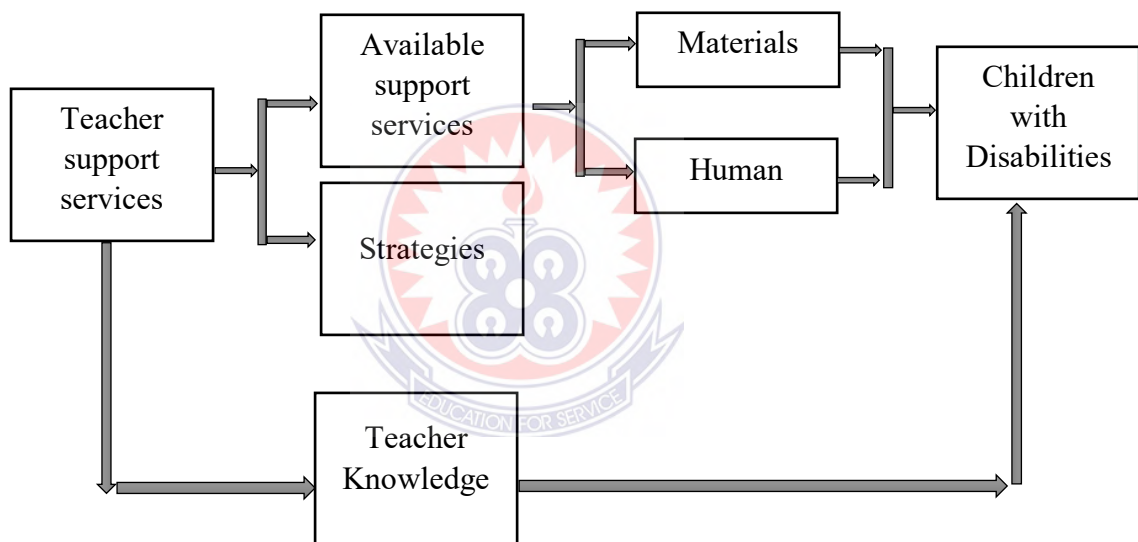 Teacher
support
services
Available
support
services
Strategies
Materials
Human
Children
with
Disabilities
Teacher
Knowledge
EDUCATION FOR SERVICE